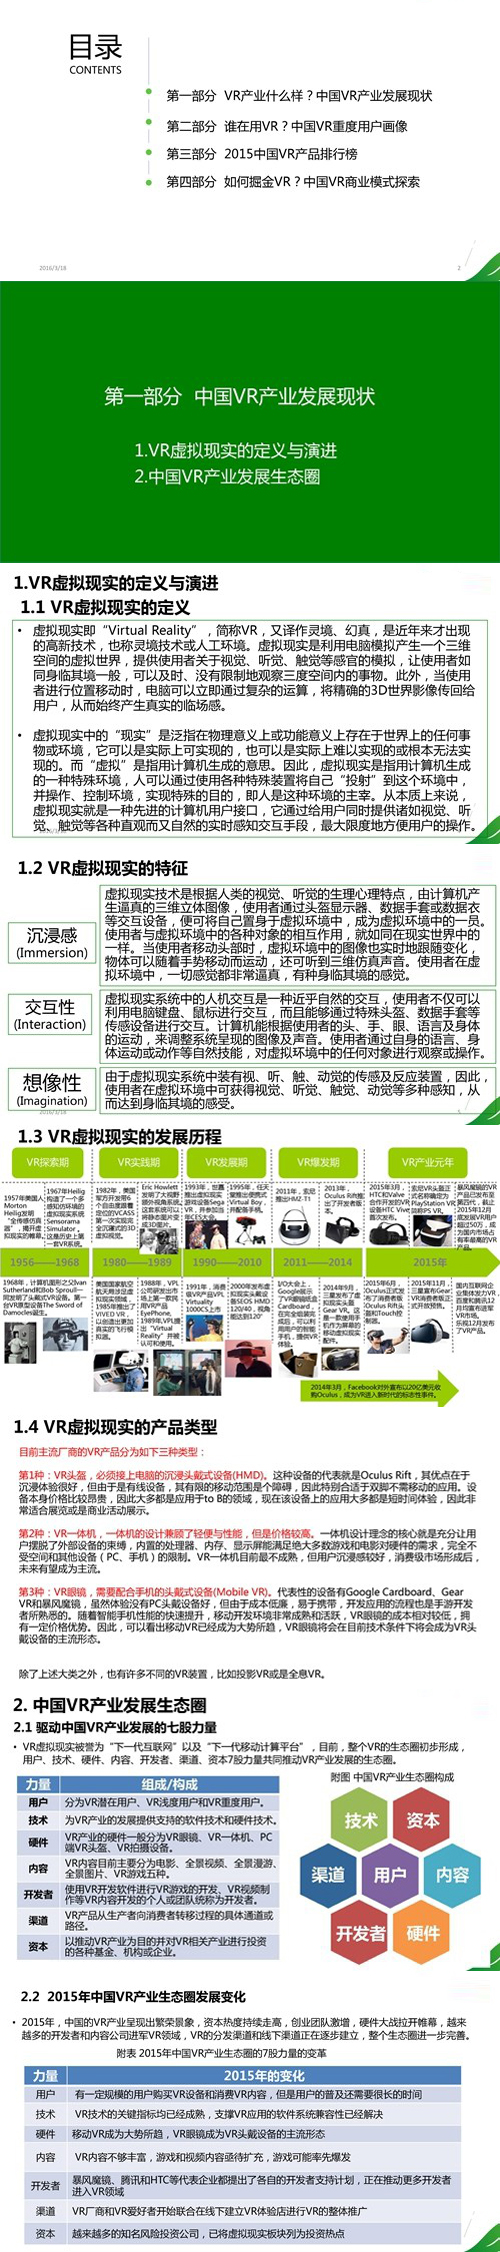 目录
CONTENTS
第一部分 VR产业什么样？中国VR产业发展现状
第二部分 谁在用VR？中国VR重度用户画像
第三部分 2015中国VR产品排行榜
第四部分 如何掘金VR？中国VR商业模式探索
2016/3/18
2
第一部分 中国VR产业发展现状
1.VR虚拟现实的定义与演进
2.中国VR产业发展生态圈
1.VR虚拟现实的定义与演进
1.1 VR虚拟现实的定义
• 虚拟现实即“Virtual Reality”，简称VR，又译作灵境、幻真，是近年来才出现
的高新技术，也称灵境技术或人工环境。虚拟现实是利用电脑模拟产生一个三维
空间的虚拟世界，提供使用者关于视觉、听觉、触觉等感官的模拟，让使用者如
同身临其境一般，可以及时、没有限制地观察三度空间内的事物。此外，当使用
者进行位置移动时，电脑可以立即通过复杂的运算，将精确的3D世界影像传回给
用户，从而始终产生真实的临场感。
• 虚拟现实中的“现实”是泛指在物理意义上或功能意义上存在于世界上的任何事
物或环境，它可以是实际上可实现的，也可以是实际上难以实现的或根本无法实
现的。而“虚拟”是指用计算机生成的意思。因此，虚拟现实是指用计算机生成
的一种特殊环境，人可以通过使用各种特殊装置将自己“投射”到这个环境中，
并操作、控制环境，实现特殊的目的，即人是这种环境的主宰。从本质上来说，
虚拟现实就是一种先进的计算机用户接口，它通过给用户同时提供诸如视觉、听
觉、触觉等各种直观而又自然的实时感知交互手段，最大限度地方便用户的操作。
1.2 VR虚拟现实的特征
沉浸感
(Immersion)
虚拟现实技术是根据人类的视觉、听觉的生理心理特点，由计算机产
生逼真的三维立体图像，使用者通过头盔显示器、数据手套或数据衣
等交互设备，便可将自己置身于虚拟环境中，成为虚拟环境中的一员。
使用者与虚拟环境中的各种对象的相互作用，就如同在现实世界中的
一样。当使用者移动头部时，虚拟环境中的图像也实时地跟随变化，
物体可以随着手势移动而运动，还可听到三维仿真声音。使用者在虚
拟环境中，一切感觉都非常逼真，有种身临其境的感觉。
交互性
(Interaction)
虚拟现实系统中的人机交互是一种近乎自然的交互，使用者不仅可以
利用电脑键盘、鼠标进行交互，而且能够通过特殊头盔、数据手套等
传感设备进行交互。计算机能根据使用者的头、手、眼、语言及身体
的运动，来调整系统呈现的图像及声音。使用者通过自身的语言、身
体运动或动作等自然技能，对虚拟环境中的任何对象进行观察或操作。
想像性
(Imagination)
由于虚拟现实系统中装有视、听、触、动觉的传感及反应装置，因此，
使用者在虚拟环境中可获得视觉、听觉、触觉、动觉等多种感知，从
而达到身临其境的感受。
2016/3/18
1.3 VR虚拟现实的发展历程
VR探索期
VR实践期
VR发展期
VR爆发期
VR产业元年
1956——1968
1980——1989
1990——2010
2011——2014
2015年
2014年3月，Facebook对外宣布以20亿美元收
购Oculus，成为VR进入新时代的标志性事件。
1.4 VR虚拟现实的产品类型
目前主流厂商的VR产品分为如下三种类型：
第1种：VR头盔，必须接上电脑的沉浸头戴式设备(HMD)。这种设备的代表就是Oculus Rift，其优点在于
沉浸体验很好，但由于是有线设备，其有限的移动范围是个障碍，因此特别合适于双脚不需移动的应用。设
备本身价格比较昂贵，因此大多都是应用于to B的领域，现在该设备上的应用大都是短时间体验，因此非
常适合展览或是商业活动展示。
第2种：VR一体机，一体机的设计兼顾了轻便与性能，但是价格较高。一体机设计理念的核心就是充分让用
户摆脱了外部设备的束缚，内置的处理器、内存、显示屏能满足绝大多数游戏和电影对硬件的需求，完全不
受空间和其他设备（PC、手机）的限制。VR一体机目前最不成熟，但用户沉浸感较好，消费级市场形成后，
未来有望成为主流。
第3种：VR眼镜，需要配合手机的头戴式设备(Mobile VR)。代表性的设备有Google Cardboard、Gear
VR和暴风魔镜，虽然体验没有PC头戴设备好，但由于成本低廉，易于携带，开发应用的流程也是手游开发
者所熟悉的。随着智能手机性能的快速提升，移动开发环境非常成熟和活跃，VR眼镜的成本相对较低，拥
有一定价格优势。因此，可以看出移动VR已经成为大势所趋，VR眼镜将会在目前技术条件下将会成为VR头
戴设备的主流形态。
除了上述大类之外，也有许多不同的VR装置，比如投影VR或是全息VR。
2. 中国VR产业发展生态圈
2.1 驱动中国VR产业发展的七股力量
• VR虚拟现实被誉为“下一代互联网”以及“下一代移动计算平台”，目前，整个VR的生态圈初步形成，
用户、技术、硬件、内容、开发者、渠道、资本7股力量共同推动VR产业发展的生态圈。
力量 组成/构成
用户 分为VR潜在用户、VR浅度用户和VR重度用户。
技术 为VR产业的发展提供支持的软件技术和硬件技术。
硬件 VR产业的硬件一般分为VR眼镜、VR一体机、PC
端VR头盔、VR拍摄设备。
内容 VR内容目前主要分为电影、全景视频、全景漫游、
全景图片、VR游戏五种。
开发者 使用VR开发软件进行VR游戏的开发、VR视频制
作等VR内容开发的个人或团队统称为开发者。
渠道 VR产品从生产者向消费者转移过程的具体通道或
路径。
资本 以推动VR产业为目的并对VR相关产业进行投资
的各种基金、机构或企业。
附图 中国VR产业生态圈构成
技术
资本
渠道
用户
内容
开发者
硬件
2.2 2015年中国VR产业生态圈发展变化
• 2015年，中国的VR产业呈现出繁荣景象，资本热度持续走高，创业团队激增，硬件大战拉开帷幕，越来
越多的开发者和内容公司进军VR领域，VR的分发渠道和线下渠道正在逐步建立，整个生态圈进一步完善。
附表 2015年中国VR产业生态圈的7股力量的变革
力量 2015年的变化
用户 有一定规模的用户购买VR设备和消费VR内容，但是用户的普及还需要很长的时间
技术 VR技术的关键指标均已经成熟，支撑VR应用的软件系统兼容性已经解决
硬件 移动VR成为大势所趋，VR眼镜成为VR头戴设备的主流形态
内容 VR内容不够丰富，游戏和视频内容亟待扩充，游戏可能率先爆发
开发者 暴风魔镜、腾讯和HTC等代表企业都提出了各自的开发者支持计划，正在推动更多开发者
进入VR领域
渠道 VR厂商和VR爱好者开始联合在线下建立VR体验店进行VR的整体推广
资本 越来越多的知名风险投资公司，已将虚拟现实板块列为投资热点